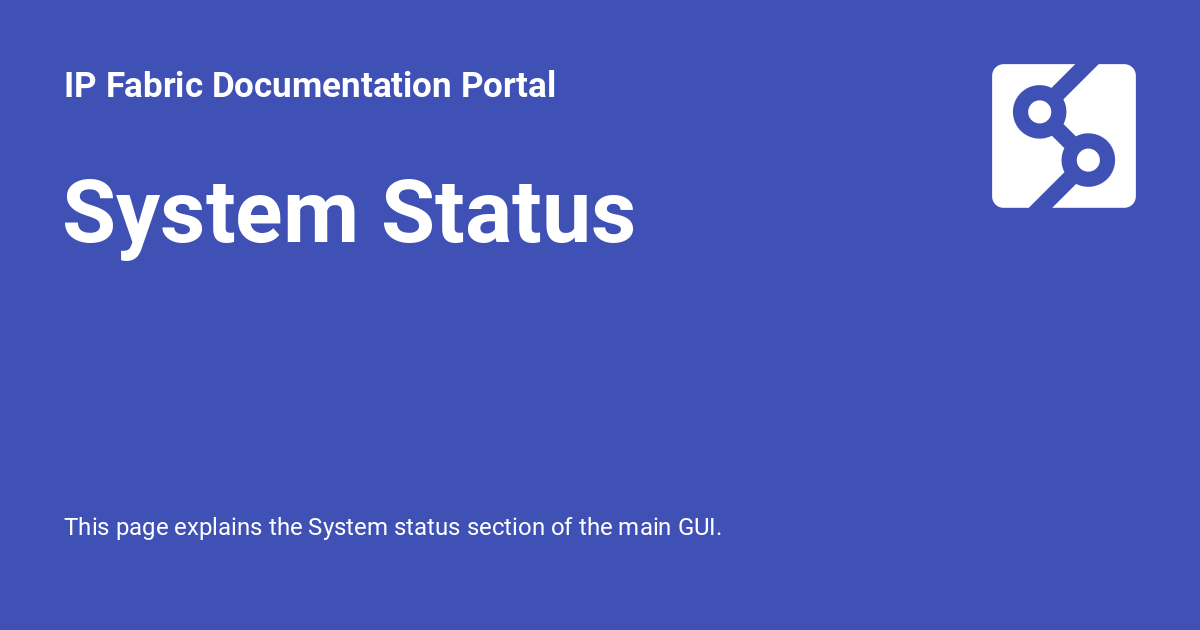 IP Fabric Documentation Portal
System Status
This page explains the System status section of the main GUI.